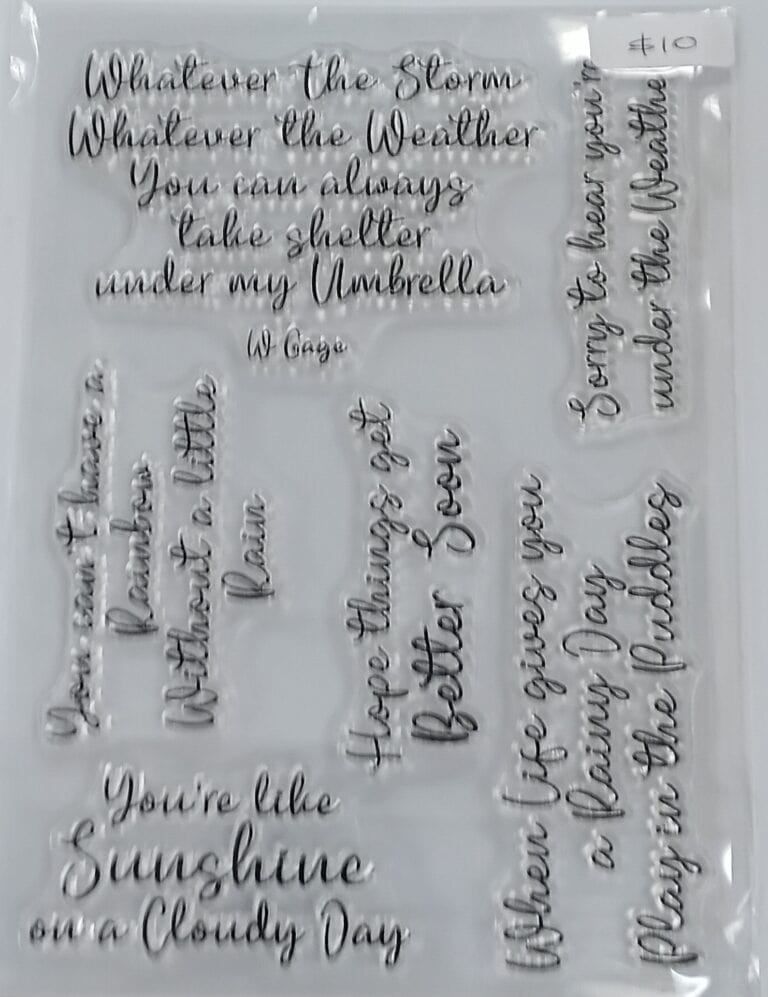 $10
Whatever the Storm
Whatever the Weather
You can always
take shelter
under my Umbrella
W Gage
Sorry to hear you'r
under the Weathe
You can't have a
Rainbow
Without a little
Rain
Hope things get
Better Soon
When Life gives you
a Rainy Day
Play in the Puddles
You're like
Sunshine
on a Cloudy Day